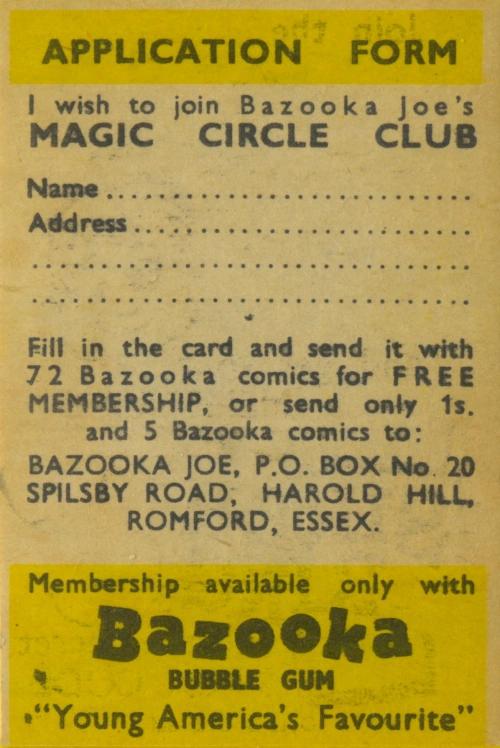 APPLICATION FORM
I wish to join Bazooka Joe's
MAGIC CIRCLE CLUB
Name..............................
Address............................
....................................
....................................
Fill in the card and send it with
72 Bazooka comics for FREE
MEMBERSHIP, or send only 1s.
and 5 Bazooka comics to:
BAZOOKA JOE, P.O. BOX No. 20
SPILSBY ROAD, HAROLD HILL,
ROMFORD, ESSEX.
Membership available only with
Bazooka
BUBBLE GUM
"Young America's Favourite"